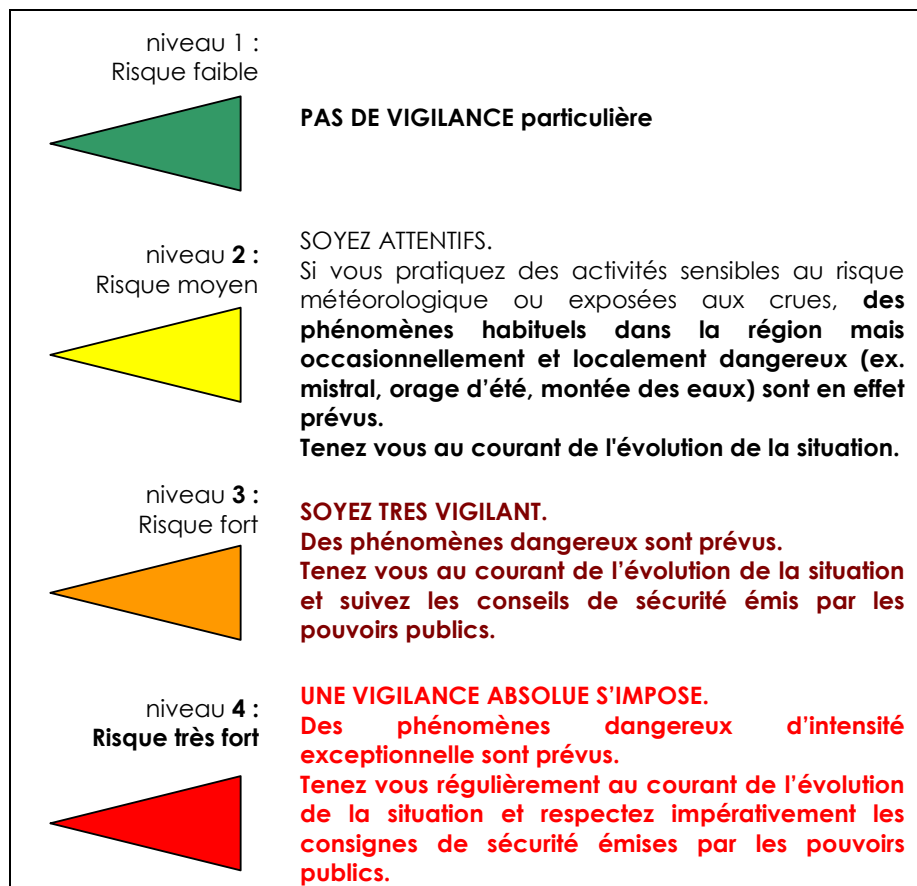 niveau 1 :
Risque faible
PAS DE VIGILANCE particulière
niveau 2 :
Risque moyen
SOYEZ ATTENTIFS.
Si vous pratiquez des activités sensibles au risque
météorologique ou exposées aux crues, des
phénomènes habituels dans la région mais
occasionnellement et localement dangereux (ex.
mistral, orage d’été, montée des eaux) sont en effet
prévus.
Tenez vous au courant de l'évolution de la situation.
niveau 3 :
Risque fort
SOYEZ TRES VIGILANT.
Des phénomènes dangereux sont prévus.
Tenez vous au courant de l’évolution de la situation
et suivez les conseils de sécurité émis par les
pouvoirs publics.
niveau 4 :
Risque très fort
UNE VIGILANCE ABSOLUE S’IMPOSE.
Des phénomènes dangereux d’intensité
exceptionnelle sont prévus.
Tenez vous régulièrement au courant de l’évolution
de la situation et respectez impérativement les
consignes de sécurité émises par les pouvoirs
publics.